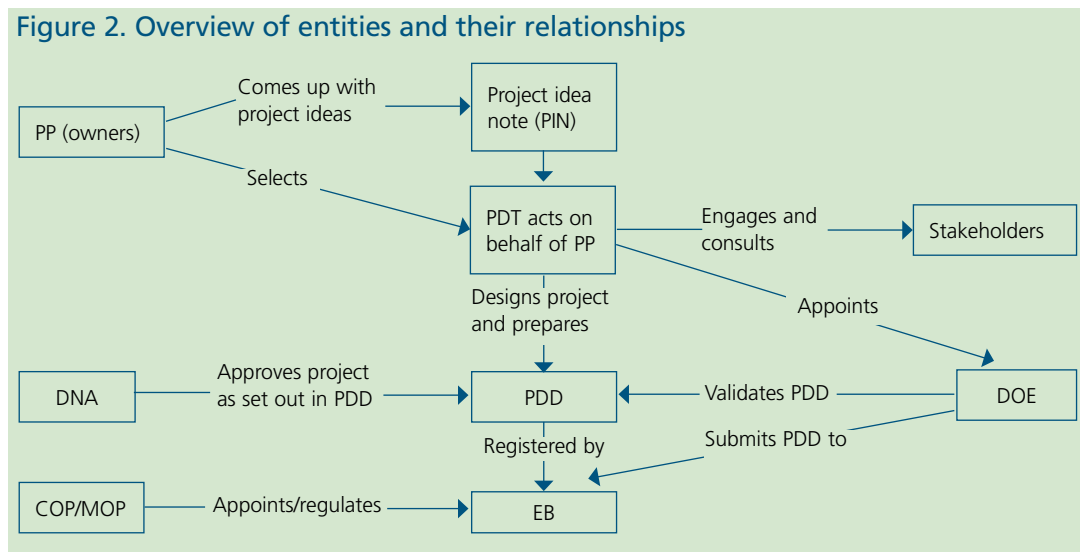 Figure 2. Overview of entities and their relationships
Comes up with
project ideas
Project idea
note (PIN)
PP (owners)
Selects
PDT acts on
behalf of PP
Engages and
consults
Stakeholders
Designs project
and prepares
Appoints
DNA
Approves project
as set out in PDD
PDD
Validates PDD
DOE
Registered by
Submits PDD to
COP/MOP
Appoints/regulates
EB